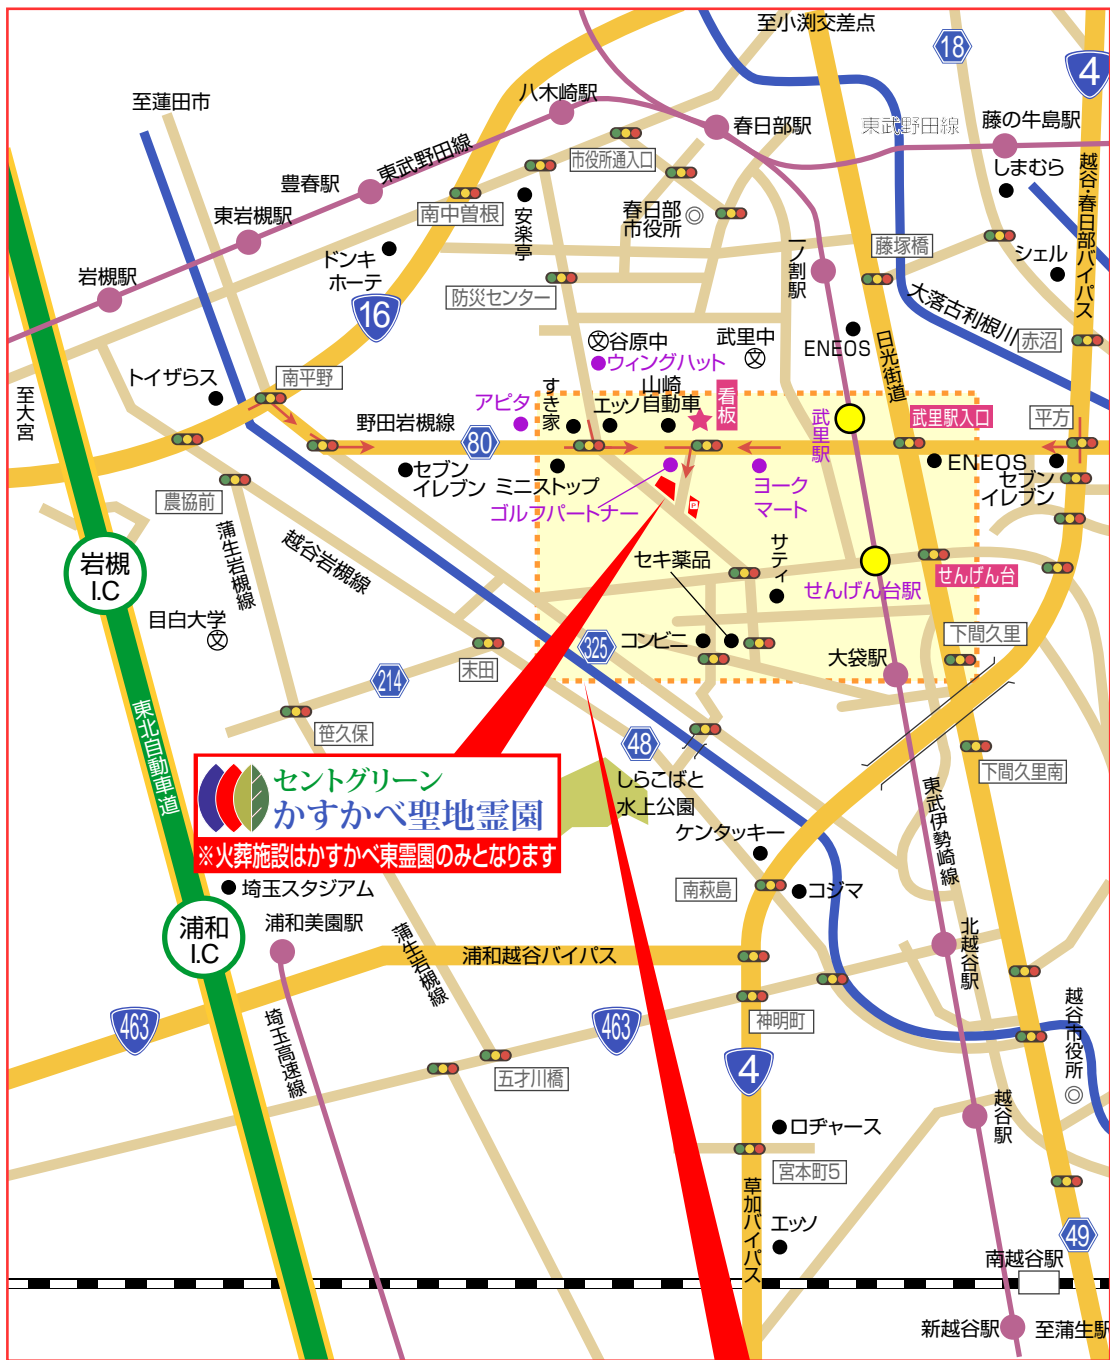 至小渕交差点
18
4
至蓮田市
八木崎駅
春日部駅
東武野田線
藤の牛島駅
しまむら
東武野田線
市役所通入口
豊春駅
南中曽根
安楽亭
春日部
市役所
越谷・春日部バイパス
東岩槻駅
ドンキ
ホーテ
一ノ割駅
藤塚橋
シェル
岩槻駅
防災センター
大落古利根川
16
谷原中
武里中
ENEOS
日光街道
赤沼
ウィングハット
トイザらス
南平野
至大宮
すき家
エッソ
山崎
自動車
看板
アピタ
武里駅
武里駅入口
平方
野田岩槻線
80
セブン
イレブン
ミニストップ
ゴルフパートナー
ヨーク
マート
ENEOS
セブン
イレブン
農協前
蒲生岩槻線
越谷岩槻線
岩槻
I.C
セキ薬品
サティ
せんげん台
せんげん台駅
目白大学
コンビニ
下間久里
325
末田
大袋駅
214
東北自動車道
笹久保
48
下間久里南
セントグリーン
かすかべ聖地霊園
※火葬施設はかすかべ東霊園のみとなります
しらこばと
水上公園
東武伊勢崎線
ケンタッキー
埼玉スタジアム
南萩島
コジマ
浦和
I.C
浦和美園駅
蒲生岩槻線
浦和越谷バイパス
北越谷駅
463
埼玉高速線
463
神明町
越谷市役所
五才川橋
4
越谷駅
ロヂャース
宮本町5
草加バイパス
エッソ
49
南越谷駅
新越谷駅
至蒲生駅
P